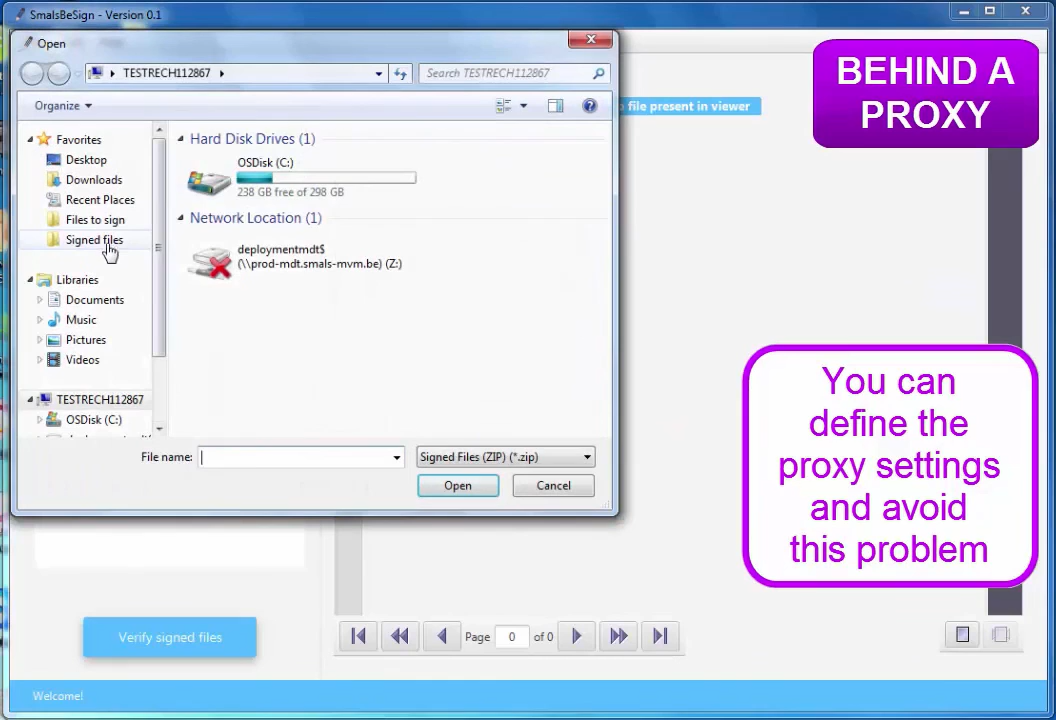 SmalsBeSign - Version 0.1
Open
TESTRECH112867
Search TESTRECH112867
Organize
Favorites
Desktop
Downloads
Recent Places
Files to sign
Signed files
Libraries
Documents
Music
Pictures
Videos
TESTRECH112867
OSDisk (C:)
Hard Disk Drives (1)
OSDisk (C:)
238 GB free of 298 GB
Network Location (1)
deploymentmdt$
(\\prod-mdt.smals-mvm.be) (Z:)
File name:
Signed Files (ZIP) (*.zip)
Open
Cancel
file present in viewer
BEHIND A
PROXY
You can
define the
proxy settings
and avoid
this problem
Verify signed files
Page 0 of 0
Welcome!